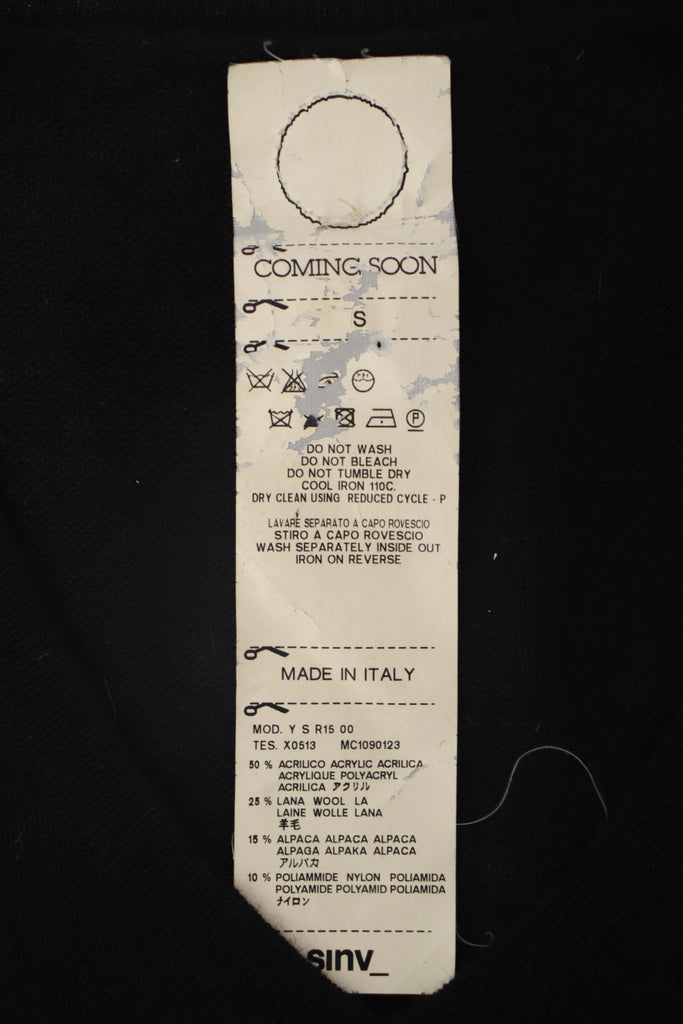 COMING SOON
S
DO NOT WASH
DO NOT BLEACH
DO NOT TUMBLE DRY
COOL IRON 110C.
DRY CLEAN USING REDUCED CYCLE - P
LAVARE SEPARATO A CAPO ROVESCIO
STIRO A CAPO ROVESCIO
WASH SEPARATELY INSIDE OUT
IRON ON REVERSE
MADE IN ITALY
MOD. Y S R15 00
TES. X0513 MC1090123
50 % ACRILICO ACRYLIC ACRILICA
ACRYLIQUE POLYACRYL
ACRILICA アクリル
25 % LANA WOOL LA
LAINE WOLLE LANA
羊毛
15 % ALPACA ALPACA ALPACA
ALPAGA ALPAKA ALPACA
アルパカ
10 % POLIAMMIDE NYLON POLIAMIDA
POLYAMIDE POLYAMID POLIAMIDA
ナイロン
sinv_